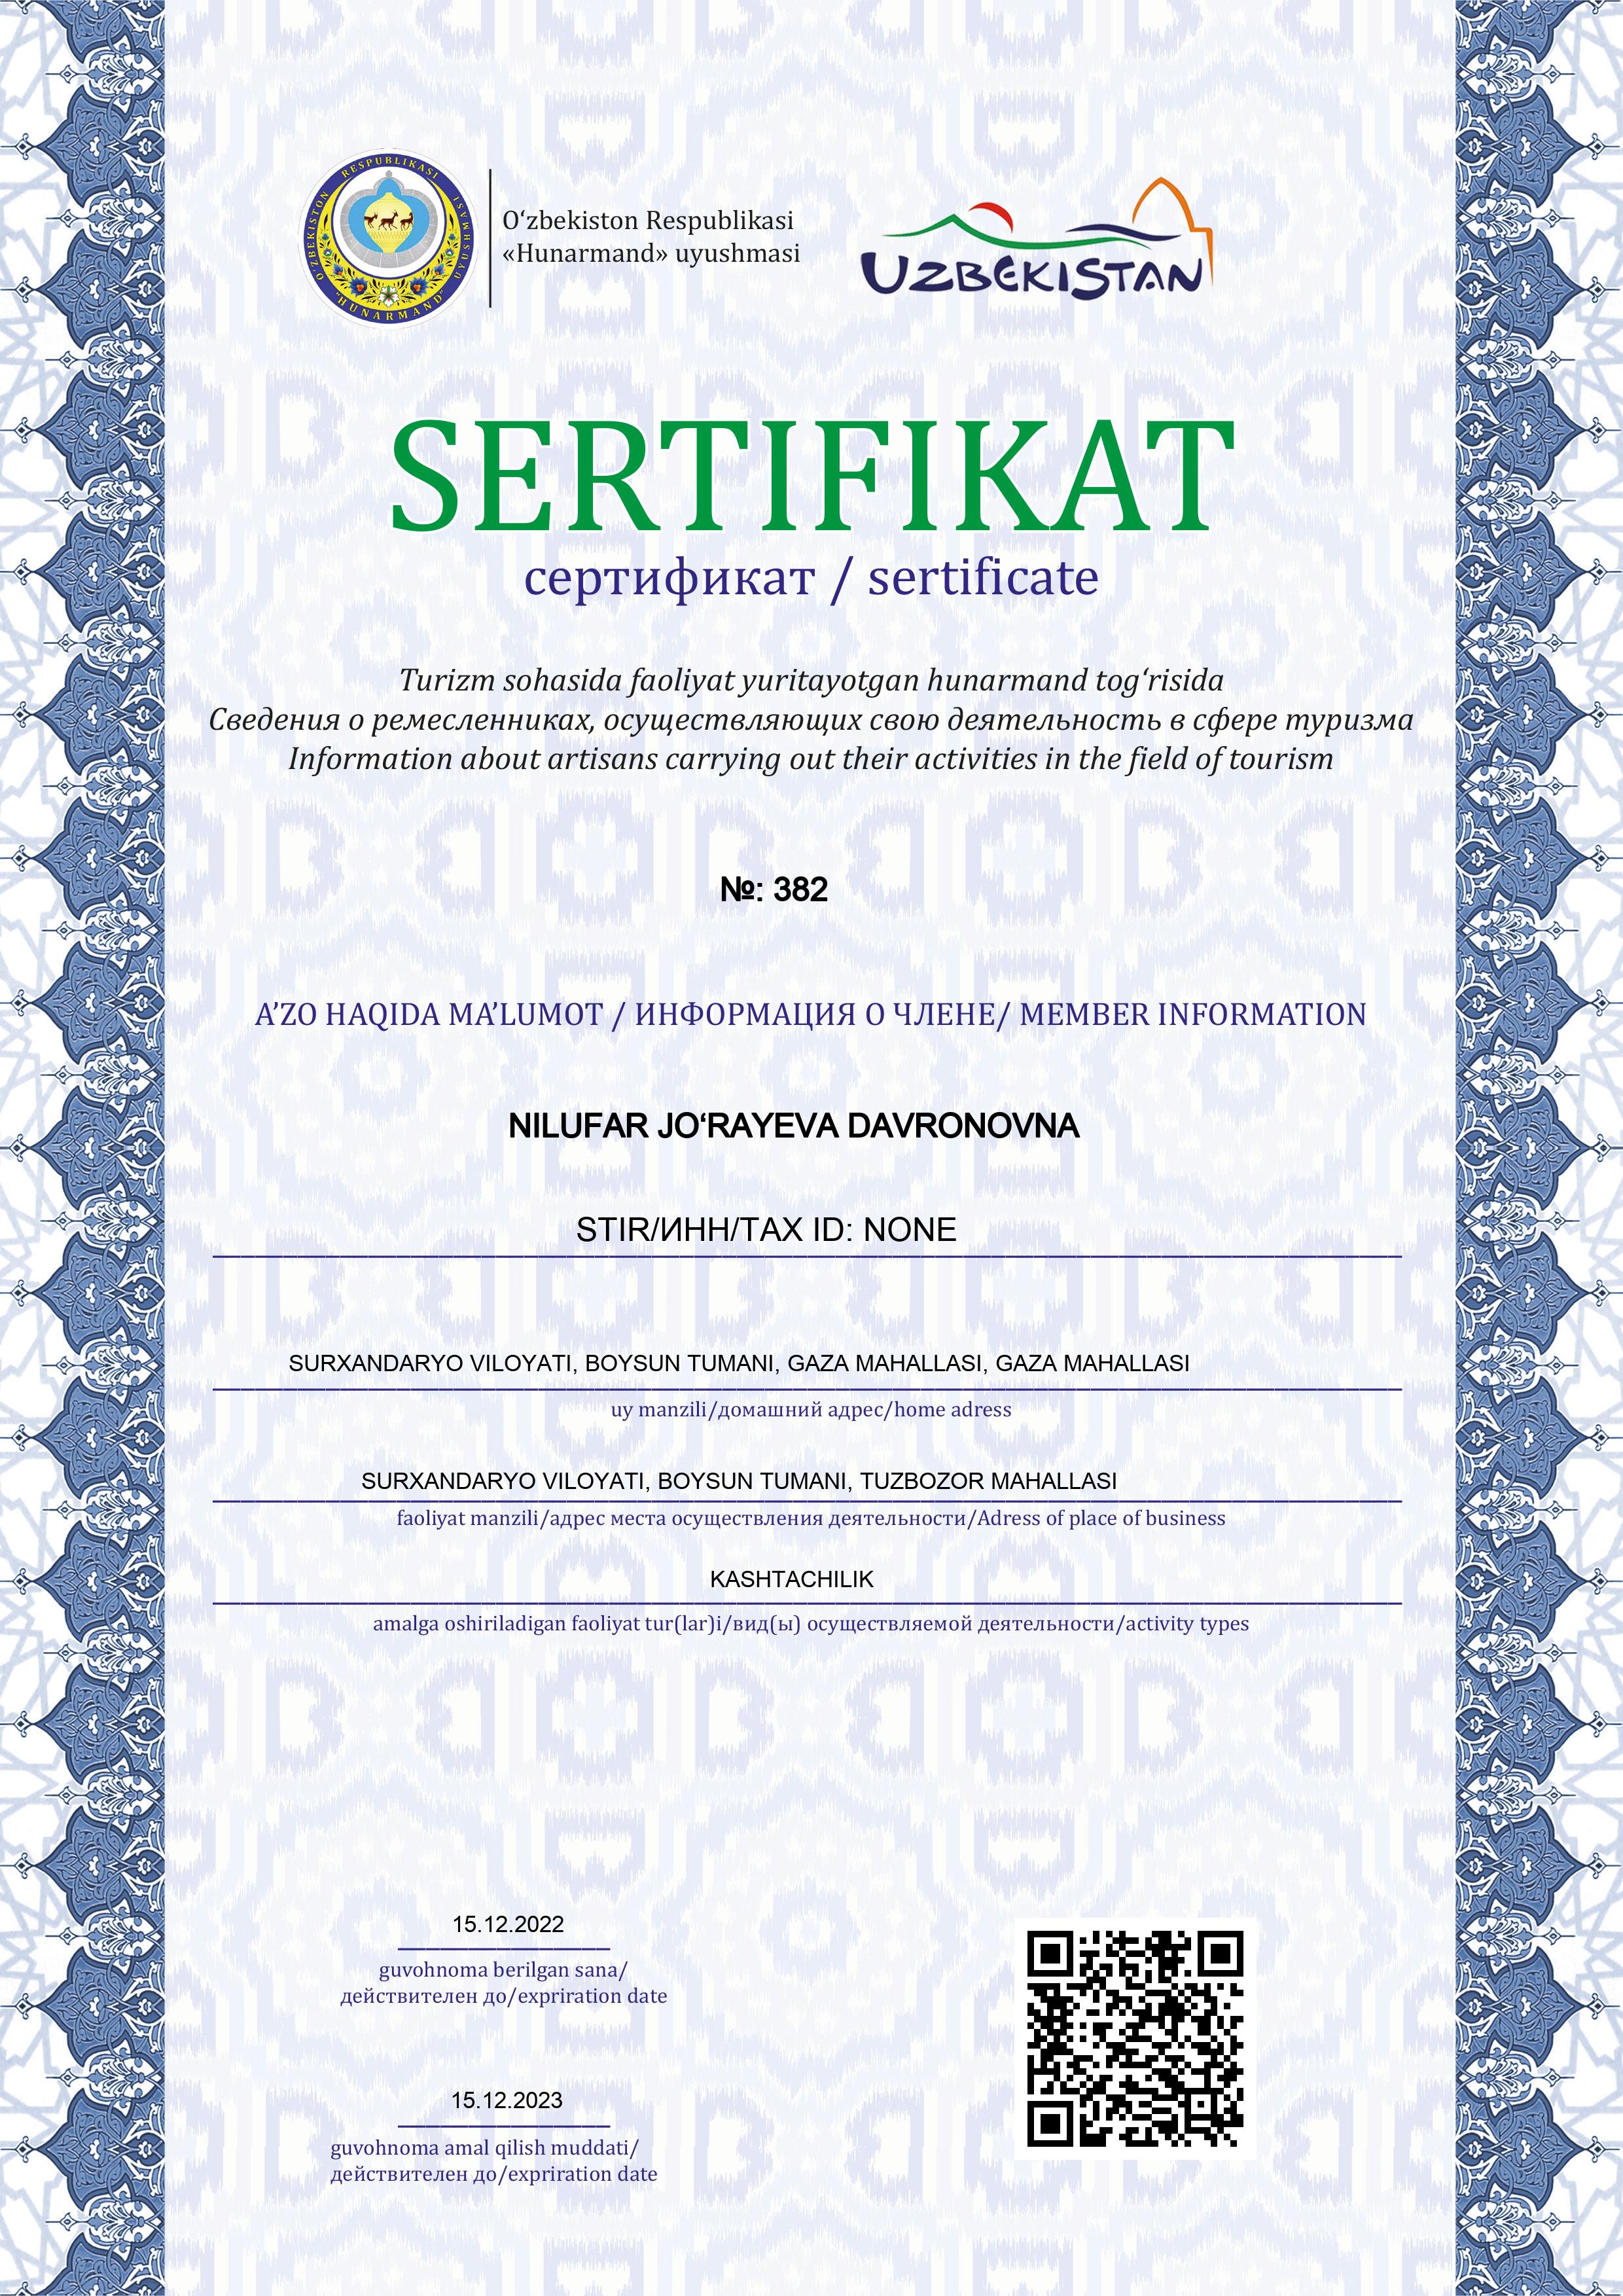 O‘ZBEKISTON RESPUBLIKASI "HUNARMAND" UYUSHMASI
O‘zbekiston Respublikasi
«Hunarmand» uyushmasi
UZBEKISTAN
SERTIFIKAT
сертификат / sertificate
Turizm sohasida faoliyat yuritayotgan hunarmand tog‘risida
Сведения о ремесленниках, осуществляющих свою деятельность в сфере туризма
Information about artisans carrying out their activities in the field of tourism
№: 382
A’ZO HAQIDA MA’LUMOT / ИНФОРМАЦИЯ О ЧЛЕНЕ/ MEMBER INFORMATION
NILUFAR JO‘RAYEVA DAVRONOVNA
STIR/ИНН/TAX ID: NONE
SURXANDARYO VILOYATI, BOYSUN TUMANI, GAZA MAHALLASI, GAZA MAHALLASI
uy manzili/домашний адрес/home adress
SURXANDARYO VILOYATI, BOYSUN TUMANI, TUZBOZOR MAHALLASI
faoliyat manzili/адрес места осуществления деятельности/Adress of place of business
KASHTACHILIK
amalga oshiriladigan faoliyat tur(lar)i/вид(ы) осуществляемой деятельности/activity types
15.12.2022
guvohnoma berilgan sana/
действителен до/expriration date
15.12.2023
guvohnoma amal qilish muddati/
действителен до/expriration date